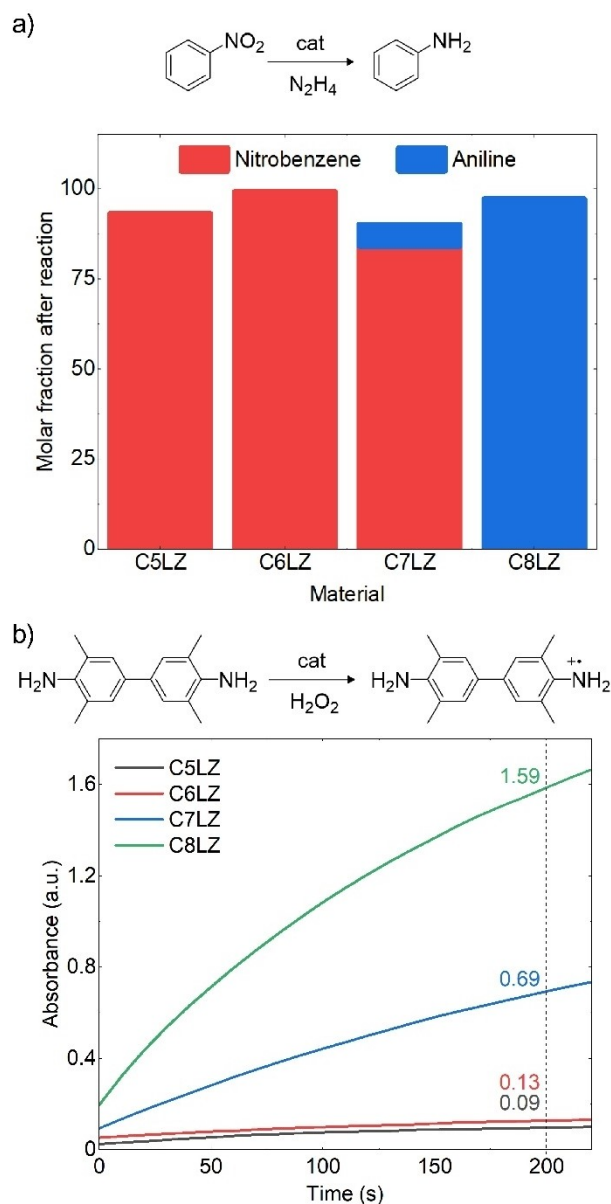 a)
NO2
cat
N2H4
NH2
Nitrobenzene
Aniline
Molar fraction after reaction
100
75
50
25
0
C5LZ
C6LZ
C7LZ
C8LZ
Material
b)
H2N
NH2
cat
H2O2
H2N
+•
NH2
C5LZ
C6LZ
C7LZ
C8LZ
1.59
0.69
0.13
0.09
Absorbance (a.u.)
1.6
1.2
0.8
0.4
0
0
50
100
150
200
Time (s)